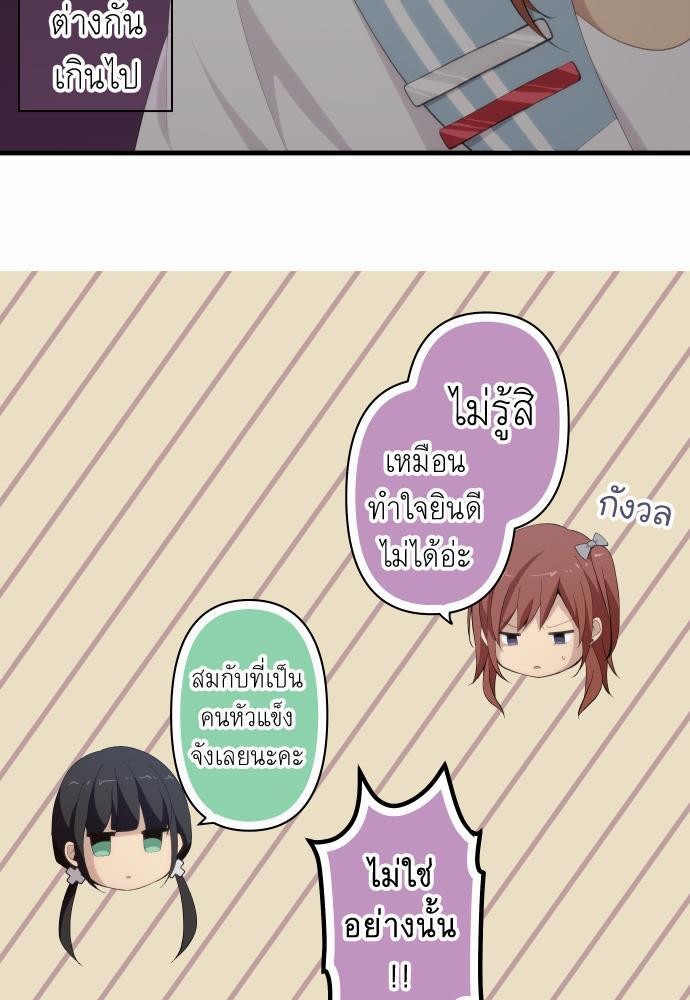 ต่างกัน
เกินไป
ไม่รู้สิ
เหมือน
ทำใจยินดี
ไม่ได้อ่ะ
กังวล
สมกับที่เป็น
คนหัวแข็ง
จังเลยนะคะ
ไม่ใช่
อย่างนั้น
!!